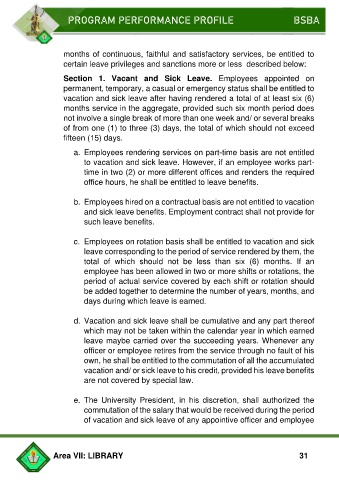 PROGRAM PERFORMANCE PROFILE BSBA
months of continuous, faithful and satisfactory services, be entitled to
certain leave privileges and sanctions more or less described below:
Section 1. Vacant and Sick Leave. Employees appointed on
permanent, temporary, a casual or emergency status shall be entitled to
vacation and sick leave after having rendered a total of at least six (6)
months service in the aggregate, provided such six month period does
not involve a single break of more than one week and/ or several breaks
of from one (1) to three (3) days, the total of which should not exceed
fifteen (15) days.
a. Employees rendering services on part-time basis are not entitled
to vacation and sick leave. However, if an employee works part-
time in two (2) or more different offices and renders the required
office hours, he shall be entitled to leave benefits.
b. Employees hired on a contractual basis are not entitled to vacation
and sick leave benefits. Employment contract shall not provide for
such leave benefits.
c. Employees on rotation basis shall be entitled to vacation and sick
leave corresponding to the period of service rendered by them, the
total of which should not be less than six (6) months. If an
employee has been allowed in two or more shifts or rotations, the
period of actual service covered by each shift or rotation should
be added together to determine the number of years, months, and
days during which leave is earned.
d. Vacation and sick leave shall be cumulative and any part thereof
which may not be taken within the calendar year in which earned
leave maybe carried over the succeeding years. Whenever any
officer or employee retires from the service through no fault of his
own, he shall be entitled to the commutation of all the accumulated
vacation and/ or sick leave to his credit, provided his leave benefits
are not covered by special law.
e. The University President, in his discretion, shall authorized the
commutation of the salary that would be received during the period
of vacation and sick leave of any appointive officer and employee
Area VII: LIBRARY 31